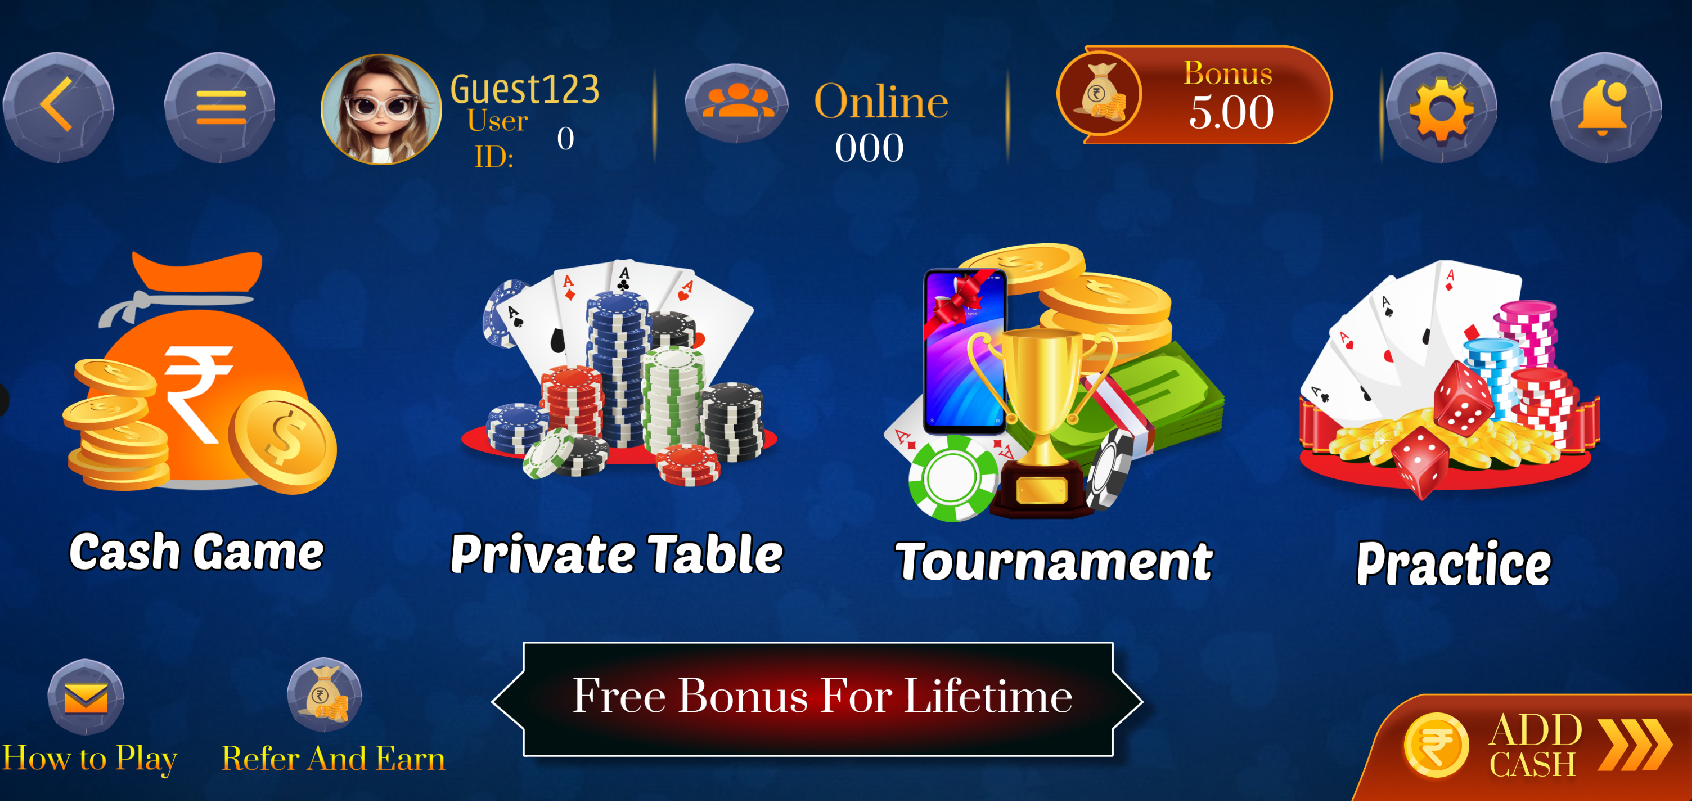 Guest123
User
ID:
0
Online
000
Bonus
5.00
Cash Game
Private Table
Tournament
Practice
Free Bonus For Lifetime
How to Play
Refer And Earn
ADD
CASH